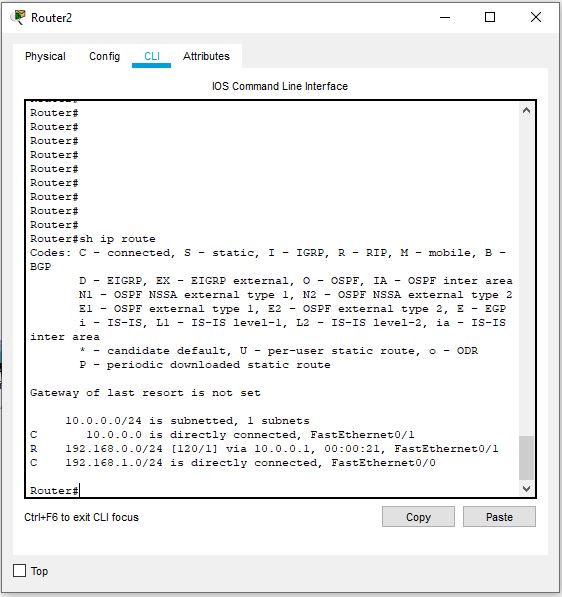 Router2
Physical Config CLI Attributes
IOS Command Line Interface
Router#
Router#
Router#
Router#
Router#
Router#
Router#
Router#
Router#
Router#
Router#sh ip route
Codes: C - connected, S - static, I - IGRP, R - RIP, M - mobile, B -
BGP
       D - EIGRP, EX - EIGRP external, O - OSPF, IA - OSPF inter area
       N1 - OSPF NSSA external type 1, N2 - OSPF NSSA external type 2
       E1 - OSPF external type 1, E2 - OSPF external type 2, E - EGP
       i - IS-IS, L1 - IS-IS level-1, L2 - IS-IS level-2, ia - IS-IS
inter area
       * - candidate default, U - per-user static route, o - ODR
       P - periodic downloaded static route
Gateway of last resort is not set
     10.0.0.0/24 is subnetted, 1 subnets
C       10.0.0.0 is directly connected, FastEthernet0/1
R    192.168.0.0/24 [120/1] via 10.0.0.1, 00:00:21, FastEthernet0/1
C    192.168.1.0/24 is directly connected, FastEthernet0/0
Router#
Ctrl+F6 to exit CLI focus Copy Paste
Top